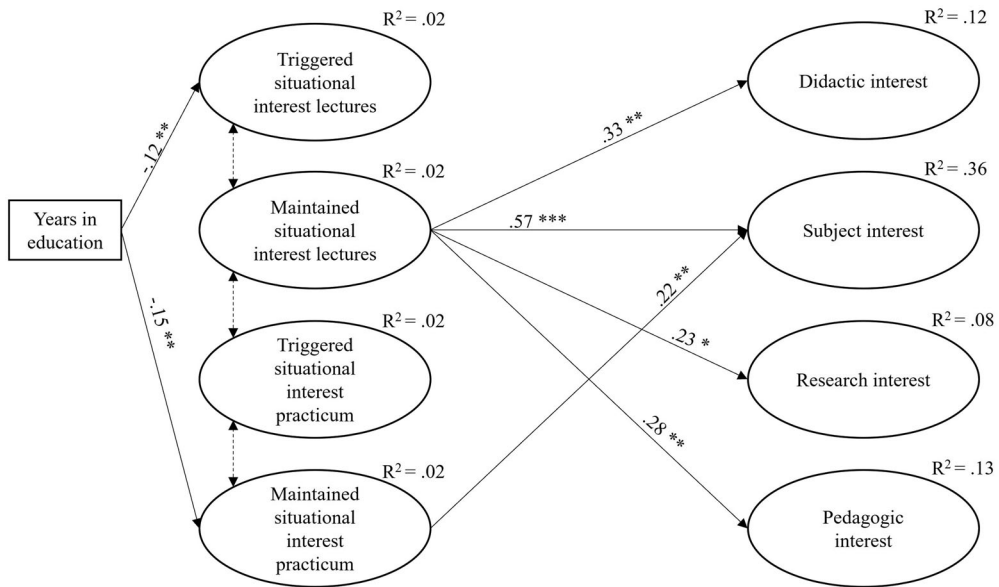 R² = .02
Triggered
situational
interest lectures
-.12 **
R² = .02
Years in
education
Maintained
situational
interest lectures
-.15 **
R² = .02
Triggered
situational
interest
practicum
R² = .02
Maintained
situational
interest
practicum
.33 **
.57 ***
.22 **
.23 *
.28 **
R² = .12
Didactic interest
R² = .36
Subject interest
R² = .08
Research interest
R² = .13
Pedagogic
interest